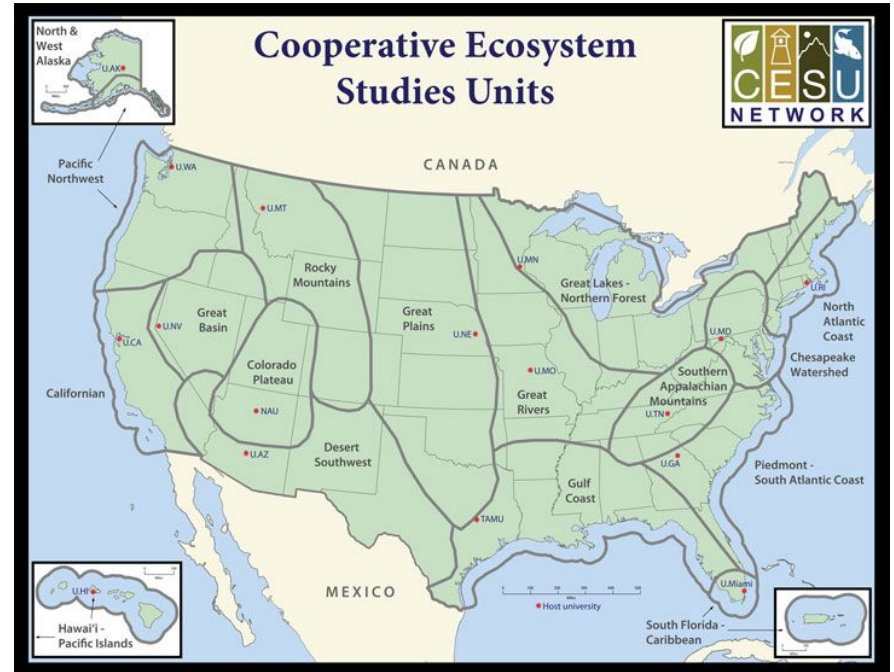 North &
West
Alaska
U.AK
Cooperative Ecosystem
Studies Units
CESU
NETWORK
CANADA
Pacific
Northwest
U.WA
U.MT
Rocky
Mountains
U.MN
Great Lakes -
Northern Forest
U.RI
North
Atlantic
Coast
Great
Basin
U.NV
U.CA
Great
Plains
U.NE
U.MD
Chesapeake
Watershed
Californian
Colorado
Plateau
NAU
U.MO
Great
Rivers
Southern
Appalachian
Mountains
U.TN
U.AZ
Desert
Southwest
U.GA
Piedmont -
South Atlantic Coast
Gulf
Coast
TAMU
U.Miami
MEXICO
Host university
U.HI
Hawai'i -
Pacific Islands
South Florida -
Caribbean